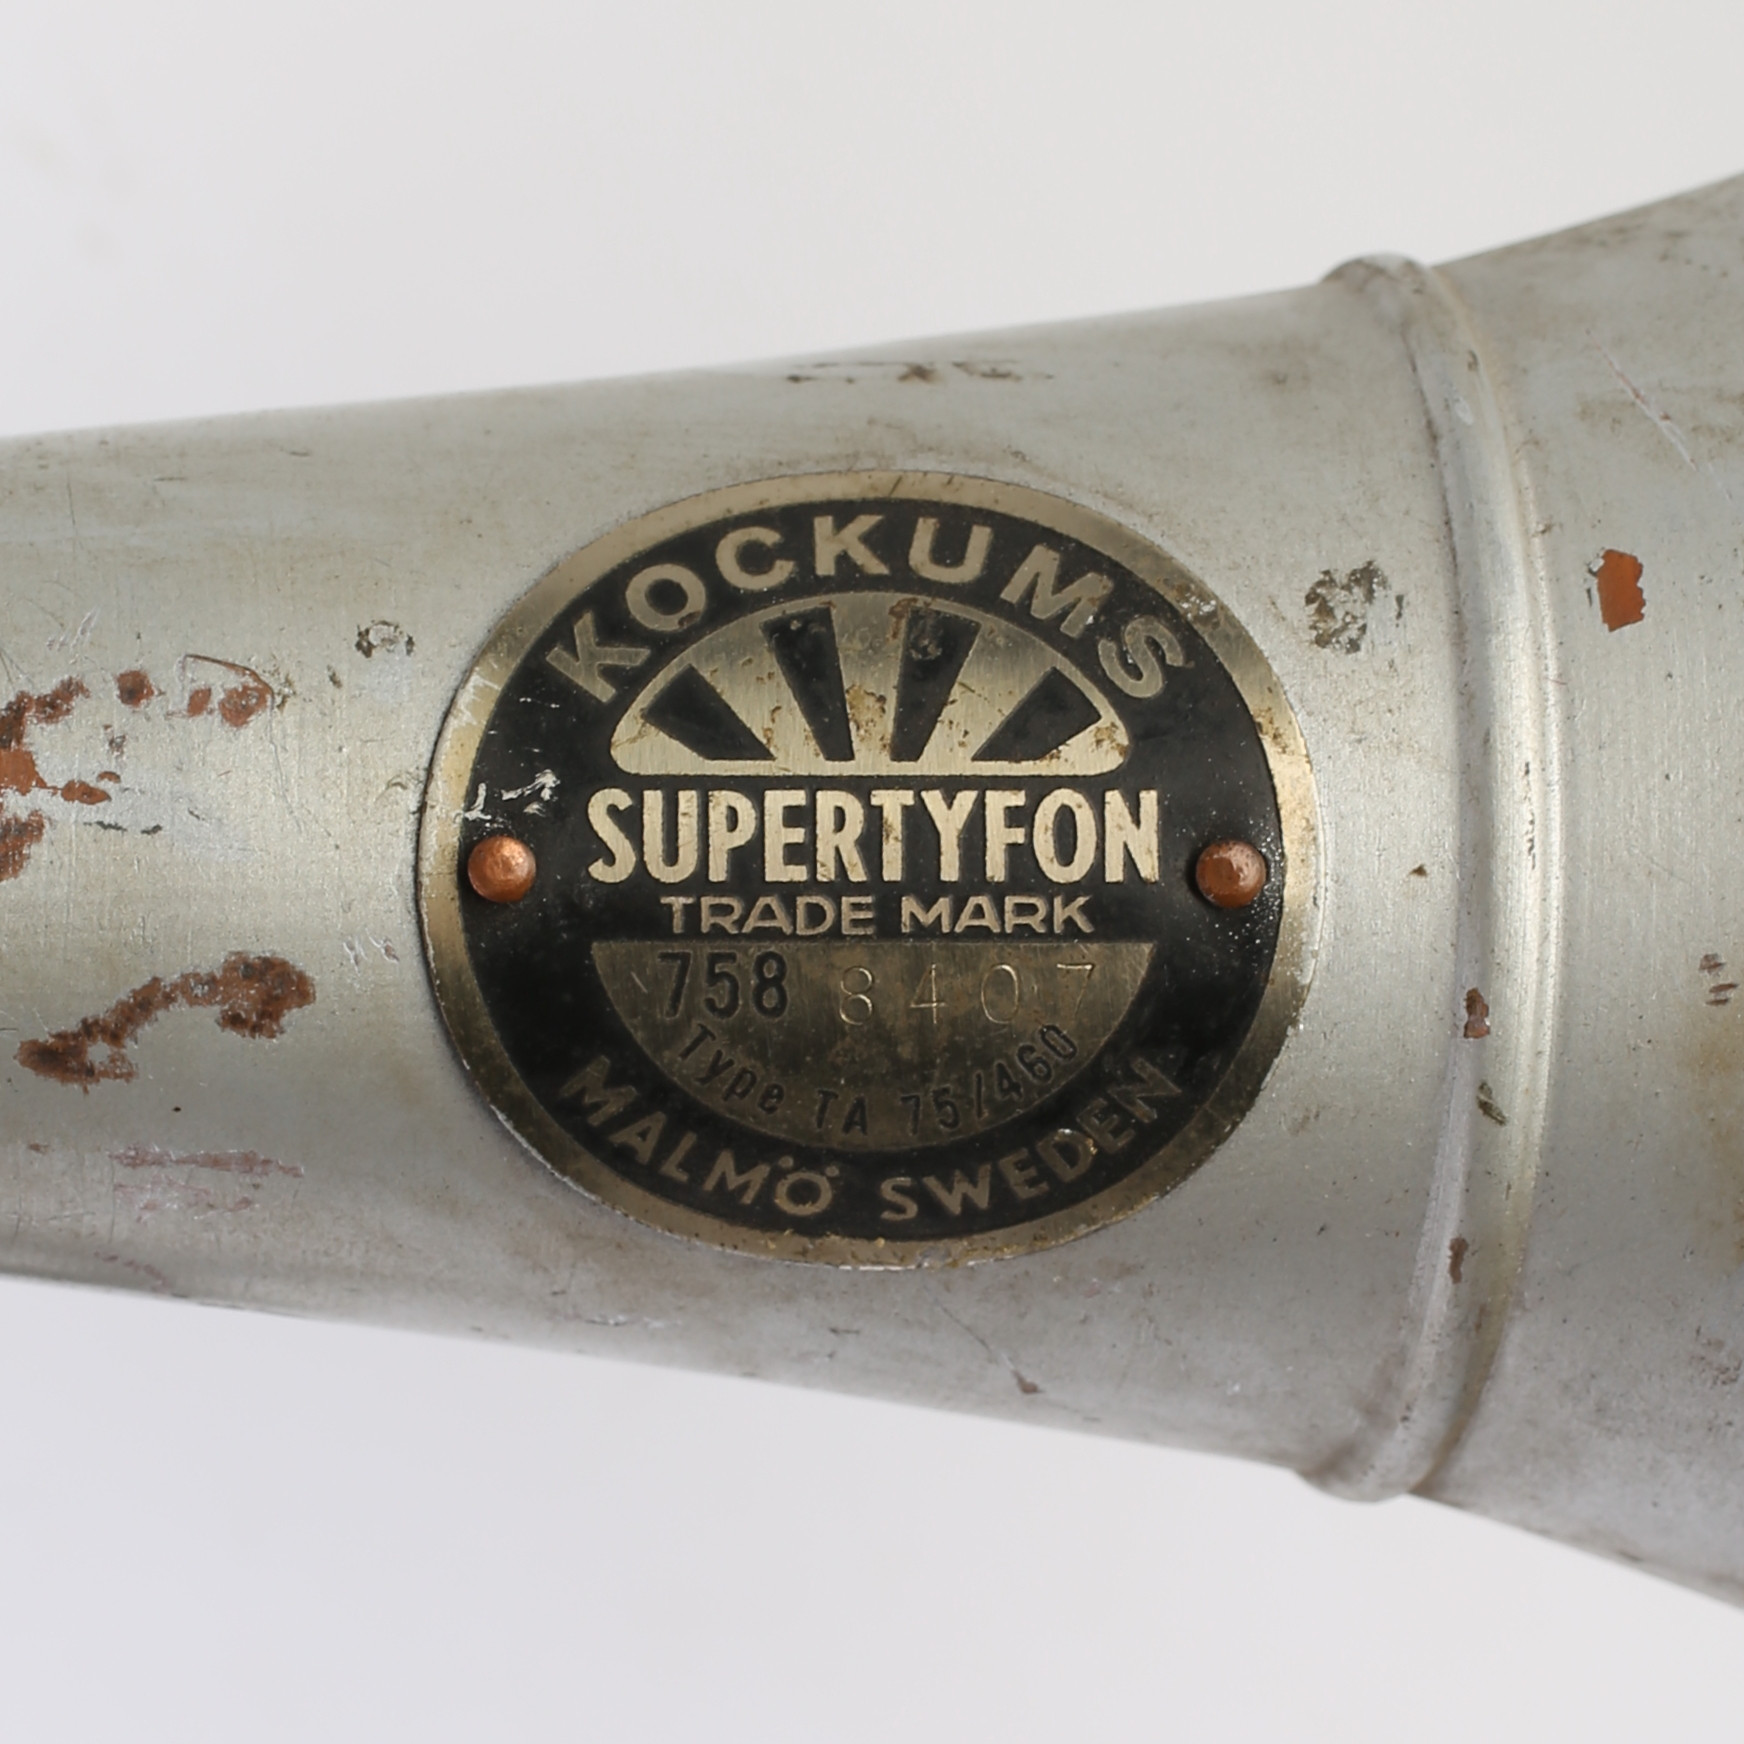 KOCKUMS
SUPERTYFON
TRADE MARK
758 8407
Type TA 75/460
MALMÖ SWEDEN